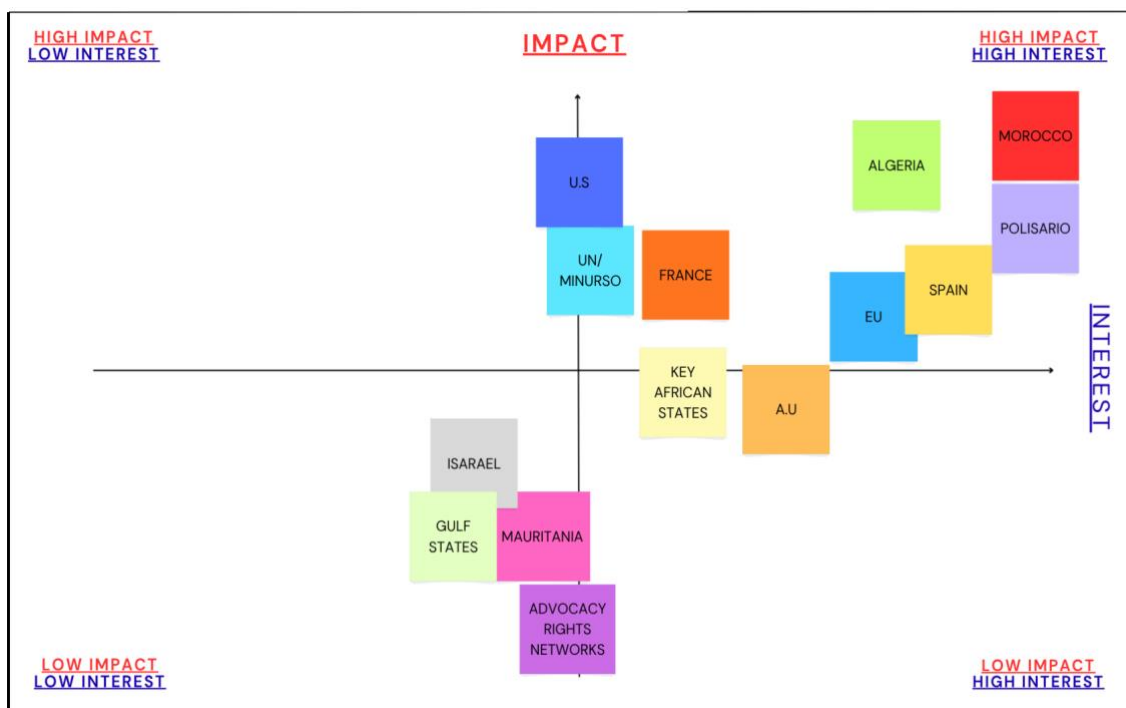 HIGH IMPACT
LOW INTEREST
IMPACT
HIGH IMPACT
HIGH INTEREST
MOROCCO
ALGERIA
U.S
POLISARIO
UN/
MINURSO
FRANCE
SPAIN
EU
INTEREST
KEY
AFRICAN
STATES
A.U
ISARAEL
GULF
STATES
MAURITANIA
ADVOCACY
RIGHTS
NETWORKS
LOW IMPACT
LOW INTEREST
LOW IMPACT
HIGH INTEREST